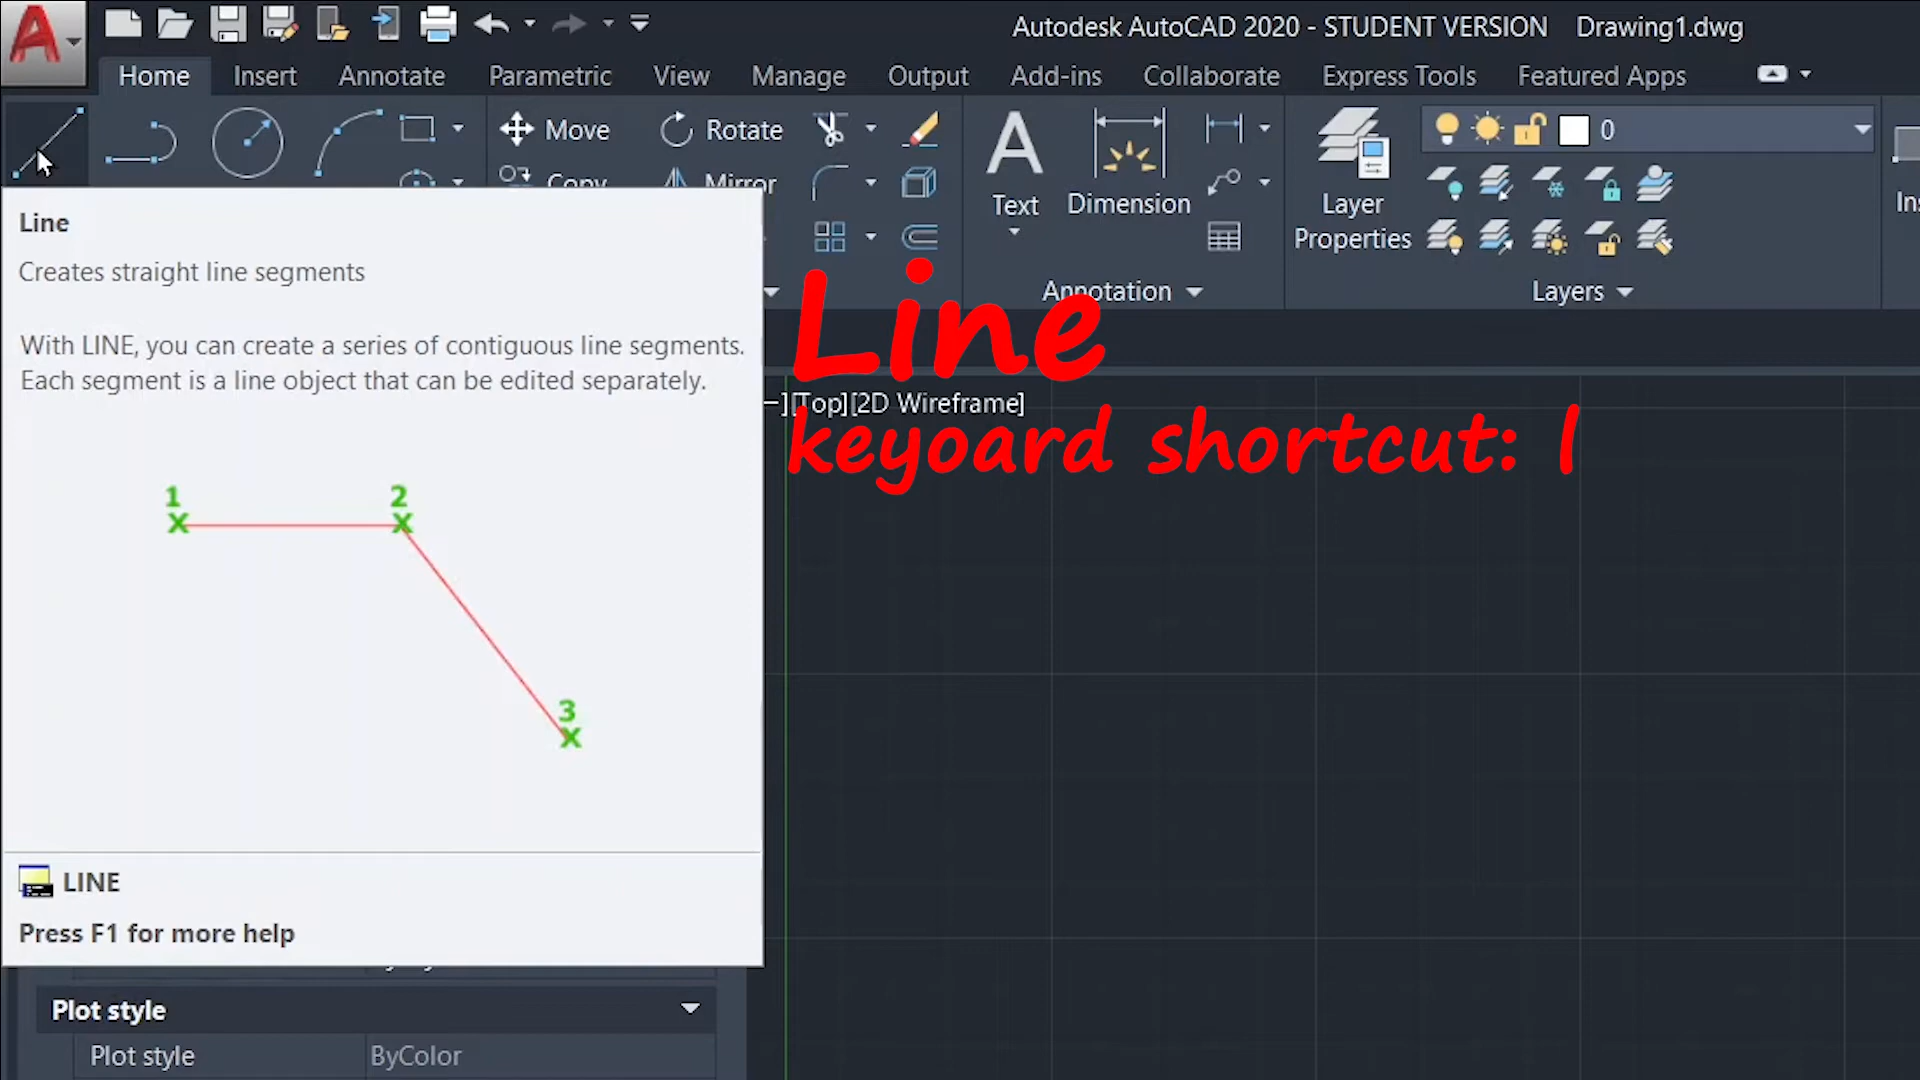 Autodesk AutoCAD 2020 - STUDENT VERSION Drawing1.dwg
Home Insert Annotate Parametric View Manage Output Add-ins Collaborate Express Tools Featured Apps
Move Rotate
0
Copy Mirror
Text
Dimension
Layer
Properties
Annotation
Layers
Line
Creates straight line segments
With LINE, you can create a series of contiguous line segments.
Each segment is a line object that can be edited separately.
1 2
3
LINE
Press F1 for more help
Line
–][Top][2D Wireframe]
keyoard shortcut: l
Plot style
Plot style ByColor